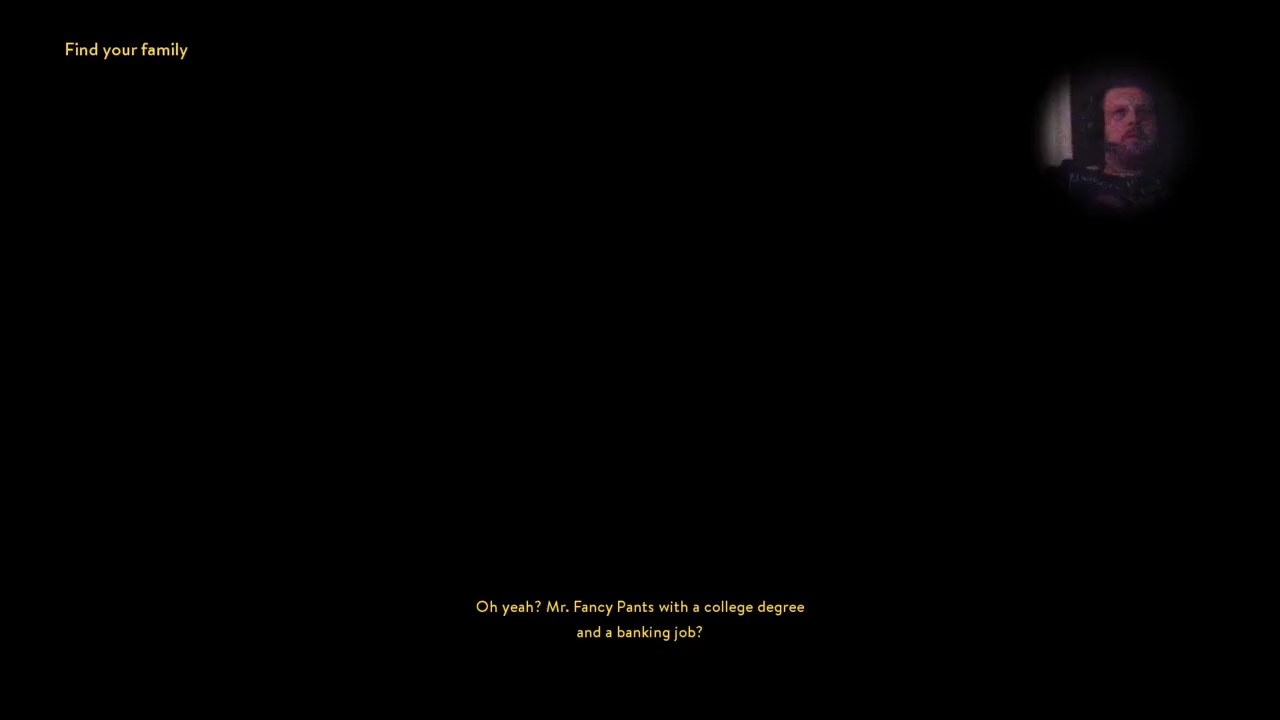 Find your family
Oh yeah? Mr. Fancy Pants with a college degree
and a banking job?